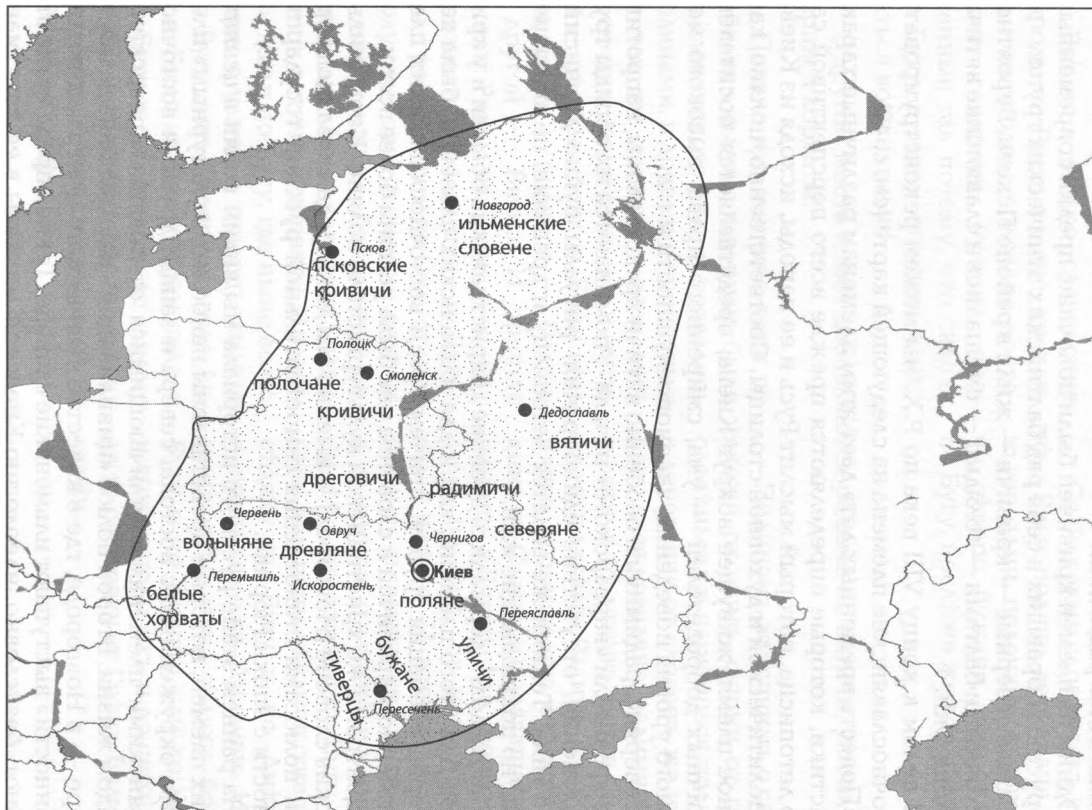 Новгород
ильменские
словене
Псков
псковские
кривичи
Полоцк
полочане
Смоленск
кривичи
Дедославль
вятичи
дреговичи
радимичи
северяне
Червень
волыняне
Овруч
древляне
Чернигов
Перемышль
Искоростень,
Киев
белые
хорваты
поляне
Переяславль
уличи
бужане
тиверцы
Пересечень